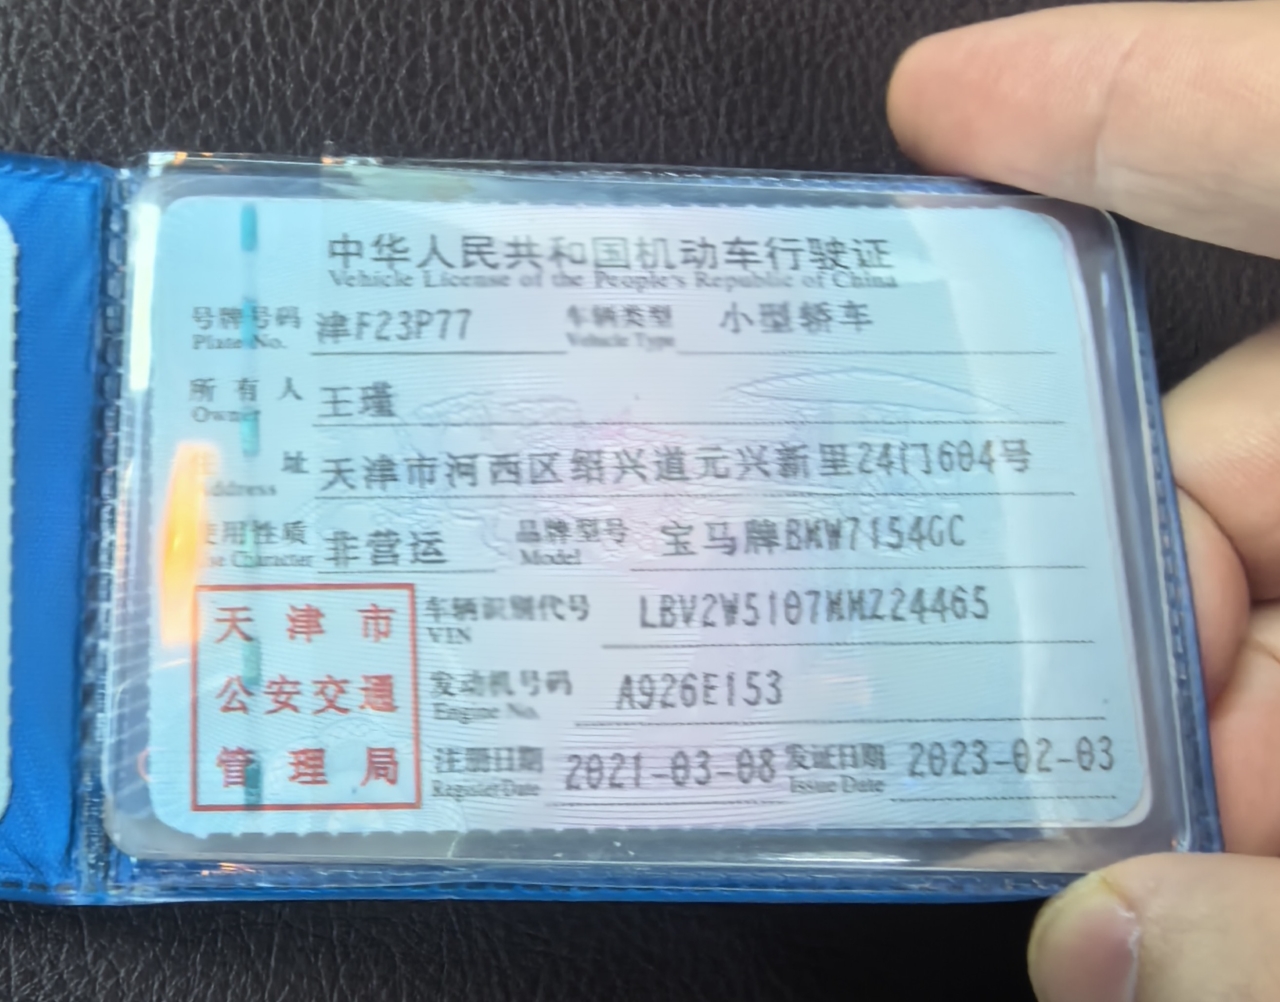 中华人民共和国机动车行驶证
Vehicle License of the People's Republic of China
号牌号码 津F23P77 车辆类型 小型轿车
Plate No. Vehicle Type
所有人 王瑾
Owner
址 天津市河西区绍兴道元兴新里24门604号
Address
使用性质 非营运 品牌型号 宝马牌BMW7154GC
Use Character Model
天津市
公安交通
管理局
车辆识别代号 LBV2W5107MMZ24465
VIN
发动机号码 A926E153
Engine No.
注册日期 2021-03-08 发证日期 2023-02-03
Register Date Issue Date